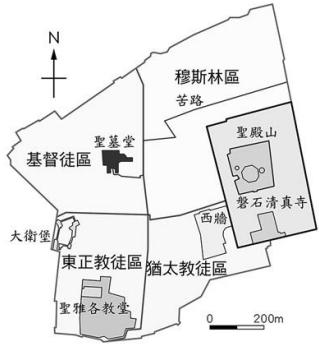 N
穆斯林區
苦路
聖殿山
聖墓堂
基督徒區
磐石清真寺
西牆
大衛堡
東正教徒區
猶太教徒區
聖雅各教堂
0 200m